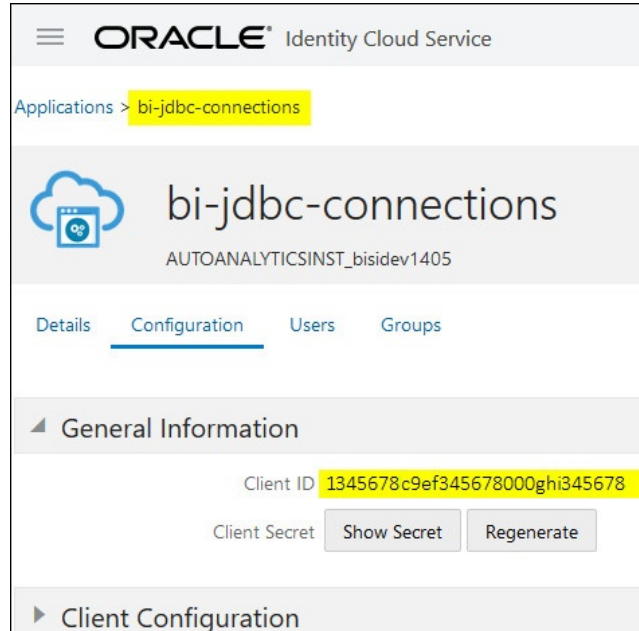 ORACLE® Identity Cloud Service
Applications > bi-jdbc-connections
bi-jdbc-connections
AUTOANALYTICSINST_bisidev1405
Details Configuration Users Groups
General Information
Client ID 1345678c9ef345678000ghi345678
Client Secret Show Secret Regenerate
Client Configuration